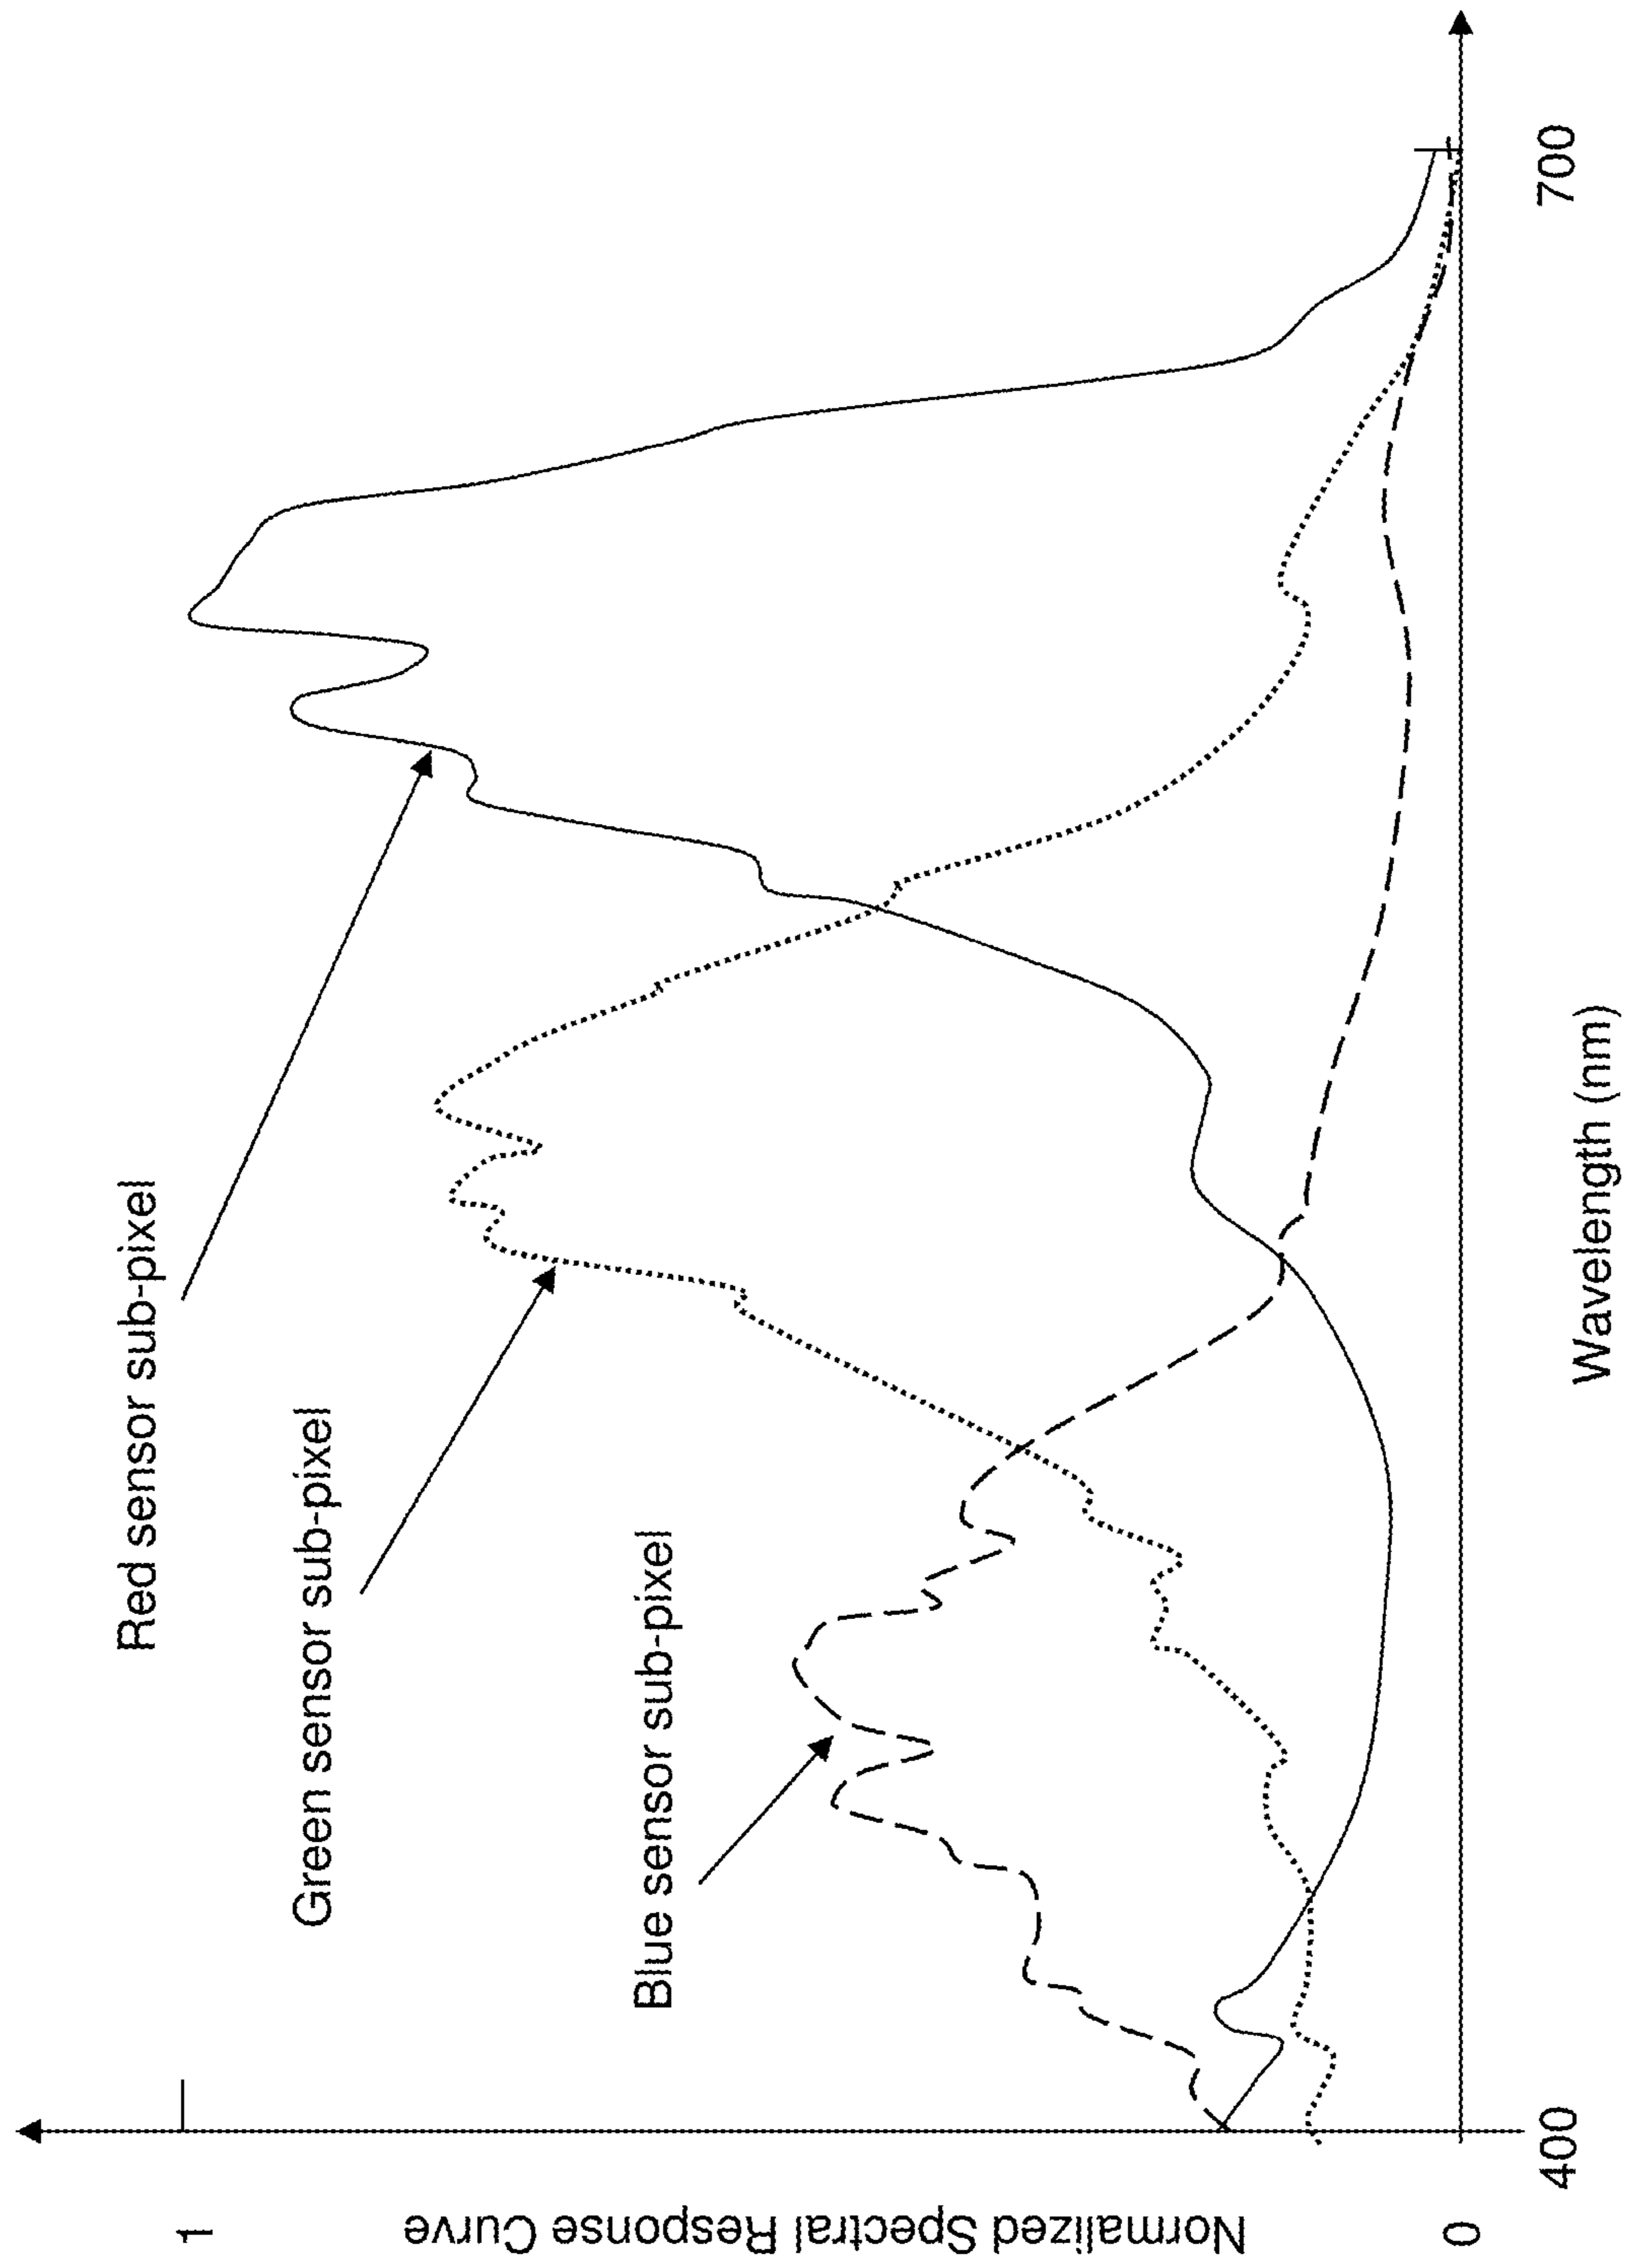 Red sensor sub-pixel
Green sensor sub-pixel
Blue sensor sub-pixel
1
Normalized Spectral Response Curve
0
400
700
Wavelength (nm)